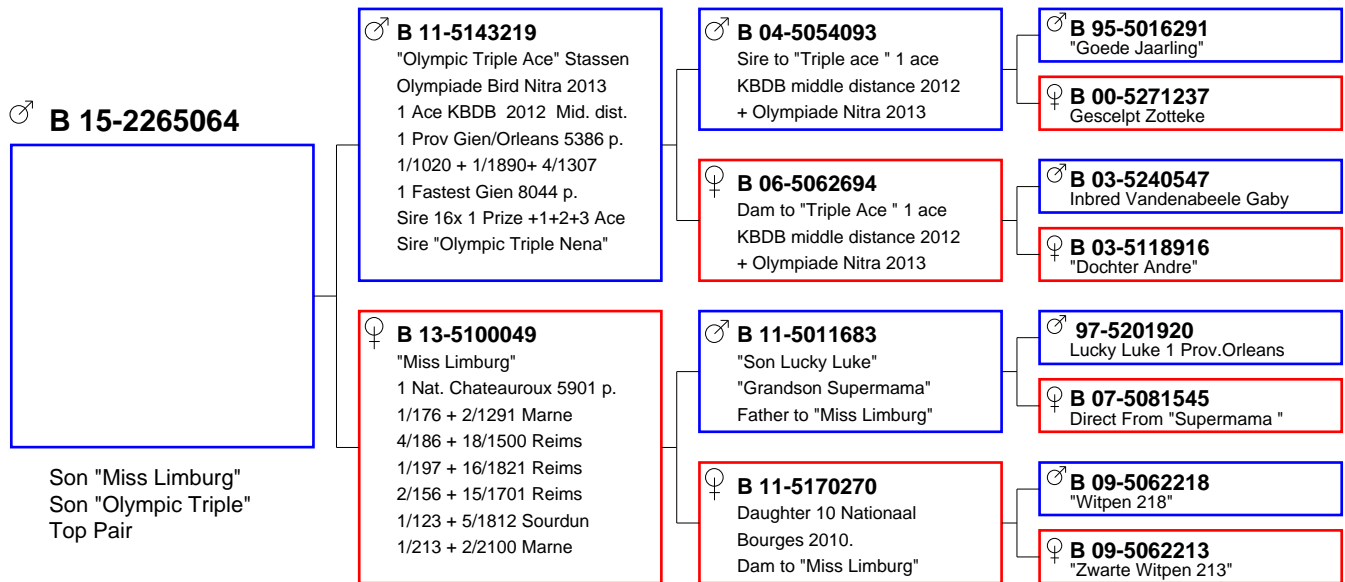 B 15-2265064
Son "Miss Limburg"
Son "Olympic Triple"
Top Pair
B 11-5143219
"Olympic Triple Ace" Stassen
Olympiade Bird Nitra 2013
1 Ace KBDB 2012 Mid. dist.
1 Prov Gien/Orleans 5386 p.
1/1020 + 1/1890+ 4/1307
1 Fastest Gien 8044 p.
Sire 16x 1 Prize +1+2+3 Ace
Sire "Olympic Triple Nena"
B 13-5100049
"Miss Limburg"
1 Nat. Chateauroux 5901 p.
1/176 + 2/1291 Marne
4/186 + 18/1500 Reims
1/197 + 16/1821 Reims
2/156 + 15/1701 Reims
1/123 + 5/1812 Sourdun
1/213 + 2/2100 Marne
B 04-5054093
Sire to "Triple ace " 1 ace
KBDB middle distance 2012
+ Olympiade Nitra 2013
B 06-5062694
Dam to "Triple Ace " 1 ace
KBDB middle distance 2012
+ Olympiade Nitra 2013
B 11-5011683
"Son Lucky Luke"
"Grandson Supermama"
Father to "Miss Limburg"
B 11-5170270
Daughter 10 Nationaal
Bourges 2010.
Dam to "Miss Limburg"
B 95-5016291
"Goede Jaarling"
B 00-5271237
Gescelpt Zotteke
B 03-5240547
Inbred Vandenabeele Gaby
B 03-5118916
"Dochter Andre"
97-5201920
Lucky Luke 1 Prov.Orleans
B 07-5081545
Direct From "Supermama "
B 09-5062218
"Witpen 218"
B 09-5062213
"Zwarte Witpen 213"